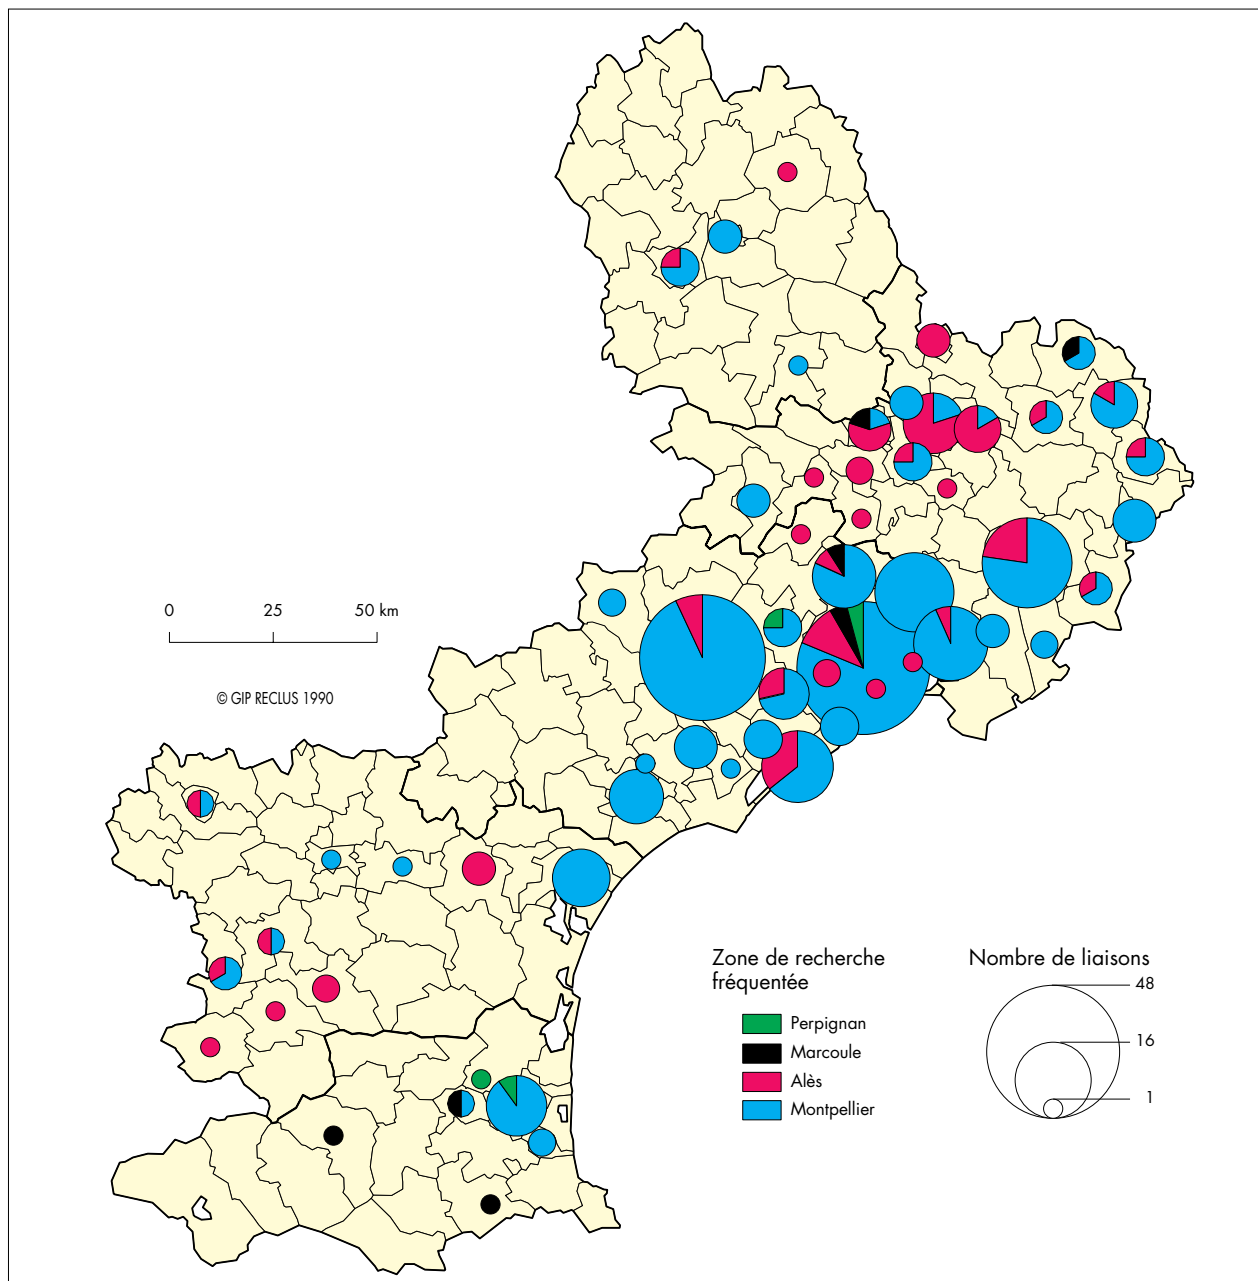 0 25 50 km
© GIP RECLUS 1990
Zone de recherche
fréquentée
Perpignan
Marcoule
Alès
Montpellier
Nombre de liaisons
48
16
1